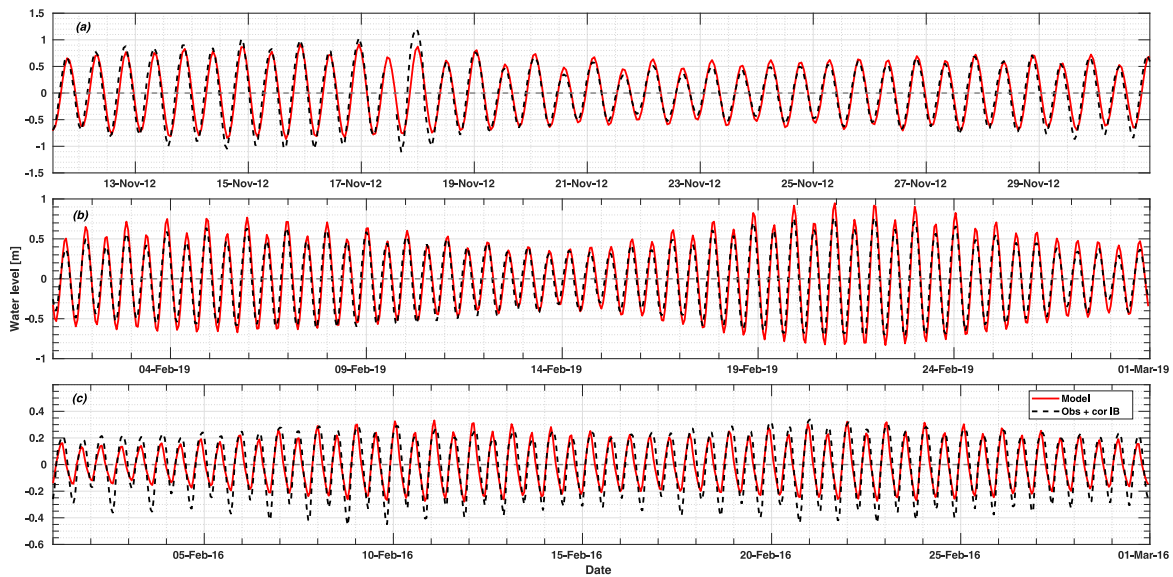 (a)
1.5
1
0.5
0
-0.5
-1
-1.5
13-Nov-12 15-Nov-12 17-Nov-12 19-Nov-12 21-Nov-12 23-Nov-12 25-Nov-12 27-Nov-12 29-Nov-12
(b)
Water level [m]
1
0.5
0
-0.5
-1
04-Feb-19 09-Feb-19 14-Feb-19 19-Feb-19 24-Feb-19 01-Mar-19
(c)
Model
Obs + cor IB
0.4
0.2
0
-0.2
-0.4
-0.6
05-Feb-16 10-Feb-16 15-Feb-16 20-Feb-16 25-Feb-16 01-Mar-16
Date